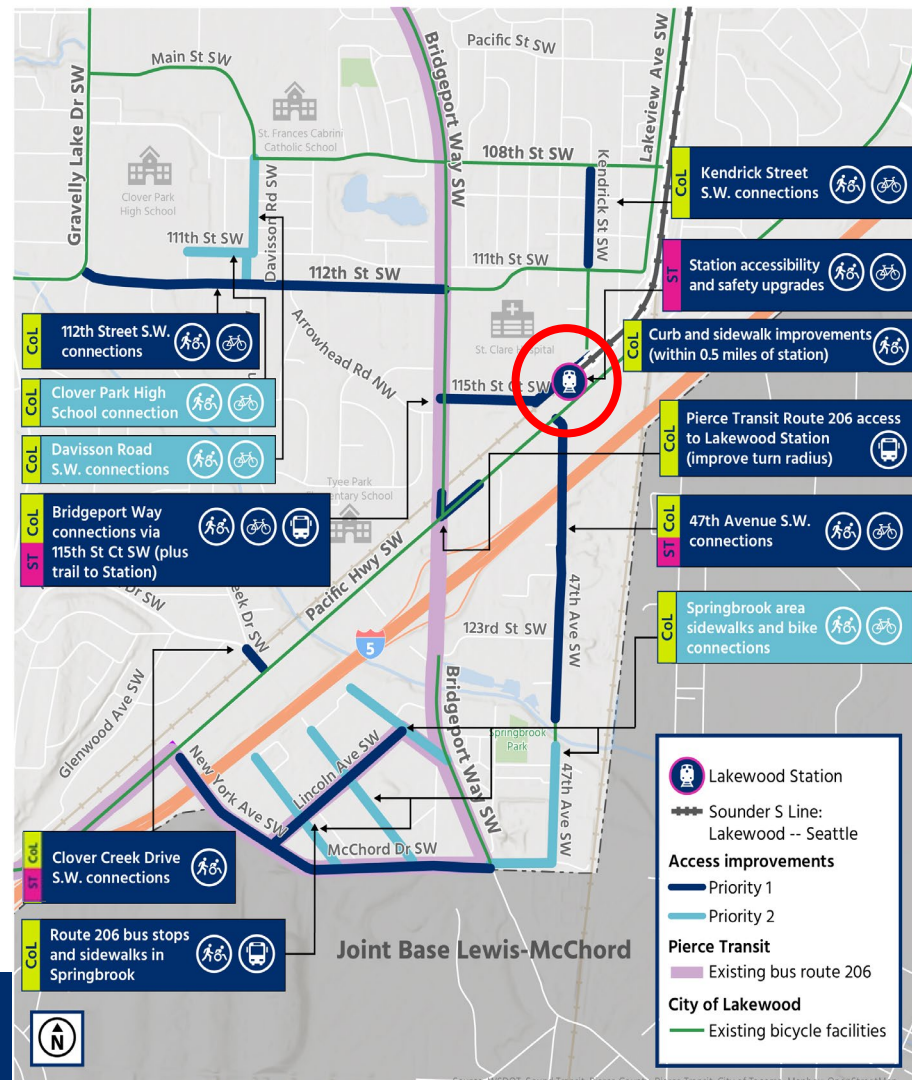 Main St SW
Pacific St SW
Bridgeport Way SW
Lakeview Ave SW
Gravelly Lake Dr SW
St. Frances Cabrini
Catholic School
108th St SW
Kendrick St SW
Clover Park
High School
Davisson Rd SW
111th St SW
111th St SW
112th St SW
CoL
Kendrick Street
S.W. connections
ST
Station accessibility
and safety upgrades
CoL
Curb and sidewalk improvements
(within 0.5 miles of station)
CoL
112th Street S.W.
connections
Arrowhead Rd NW
St. Clare Hospital
115th St Ct SW
CoL
Clover Park High
School connection
CoL
Davisson Road
S.W. connections
CoL
Pierce Transit Route 206 access
to Lakewood Station
(improve turn radius)
CoL
ST
Bridgeport Way
connections via
115th St Ct SW (plus
trail to Station)
Tyee Park
Elementary School
CoL
ST
47th Avenue S.W.
connections
Pacific Hwy SW
Dr SW
Creek Dr SW
5
123rd St SW
47th Ave SW
CoL
Springbrook area
sidewalks and bike
connections
Glenwood Ave SW
New York Ave SW
Lincoln Ave SW
Bridgeport Way SW
Springbrook
Park
47th Ave SW
McChord Dr SW
CoL
ST
Clover Creek Drive
S.W. connections
CoL
Route 206 bus stops
and sidewalks in
Springbrook
Joint Base Lewis-McChord
N
Lakewood Station
Sounder S Line:
Lakewood -- Seattle
Access improvements
Priority 1
Priority 2
Pierce Transit
Existing bus route 206
City of Lakewood
Existing bicycle facilities